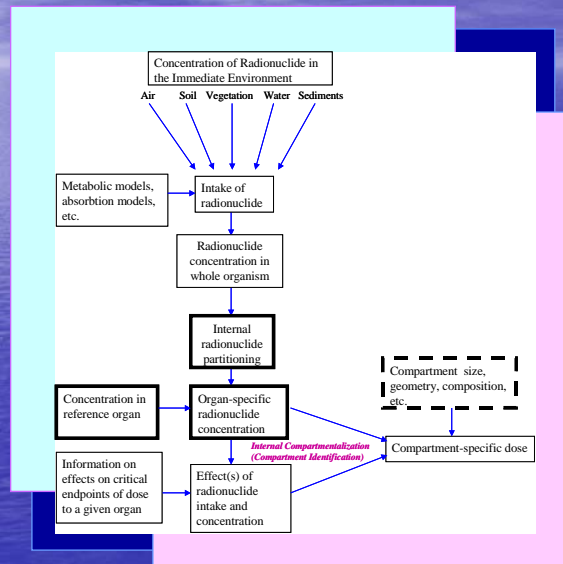 Concentration of Radionuclide in
the Immediate Environment
Air Soil Vegetation Water Sediments
Metabolic models,
absorbtion models,
etc.
Intake of
radionuclide
Radionuclide
concentration in
whole organism
Internal
radionuclide
partitioning
Compartment size,
geometry, composition,
etc.
Concentration in
reference organ
Organ-specific
radionuclide
concentration
Internal Compartmentalization
(Compartment Identification)
Compartment-specific dose
Information on
effects on critical
endpoints of dose
to a given organ
Effect(s) of
radionuclide
intake and
concentration